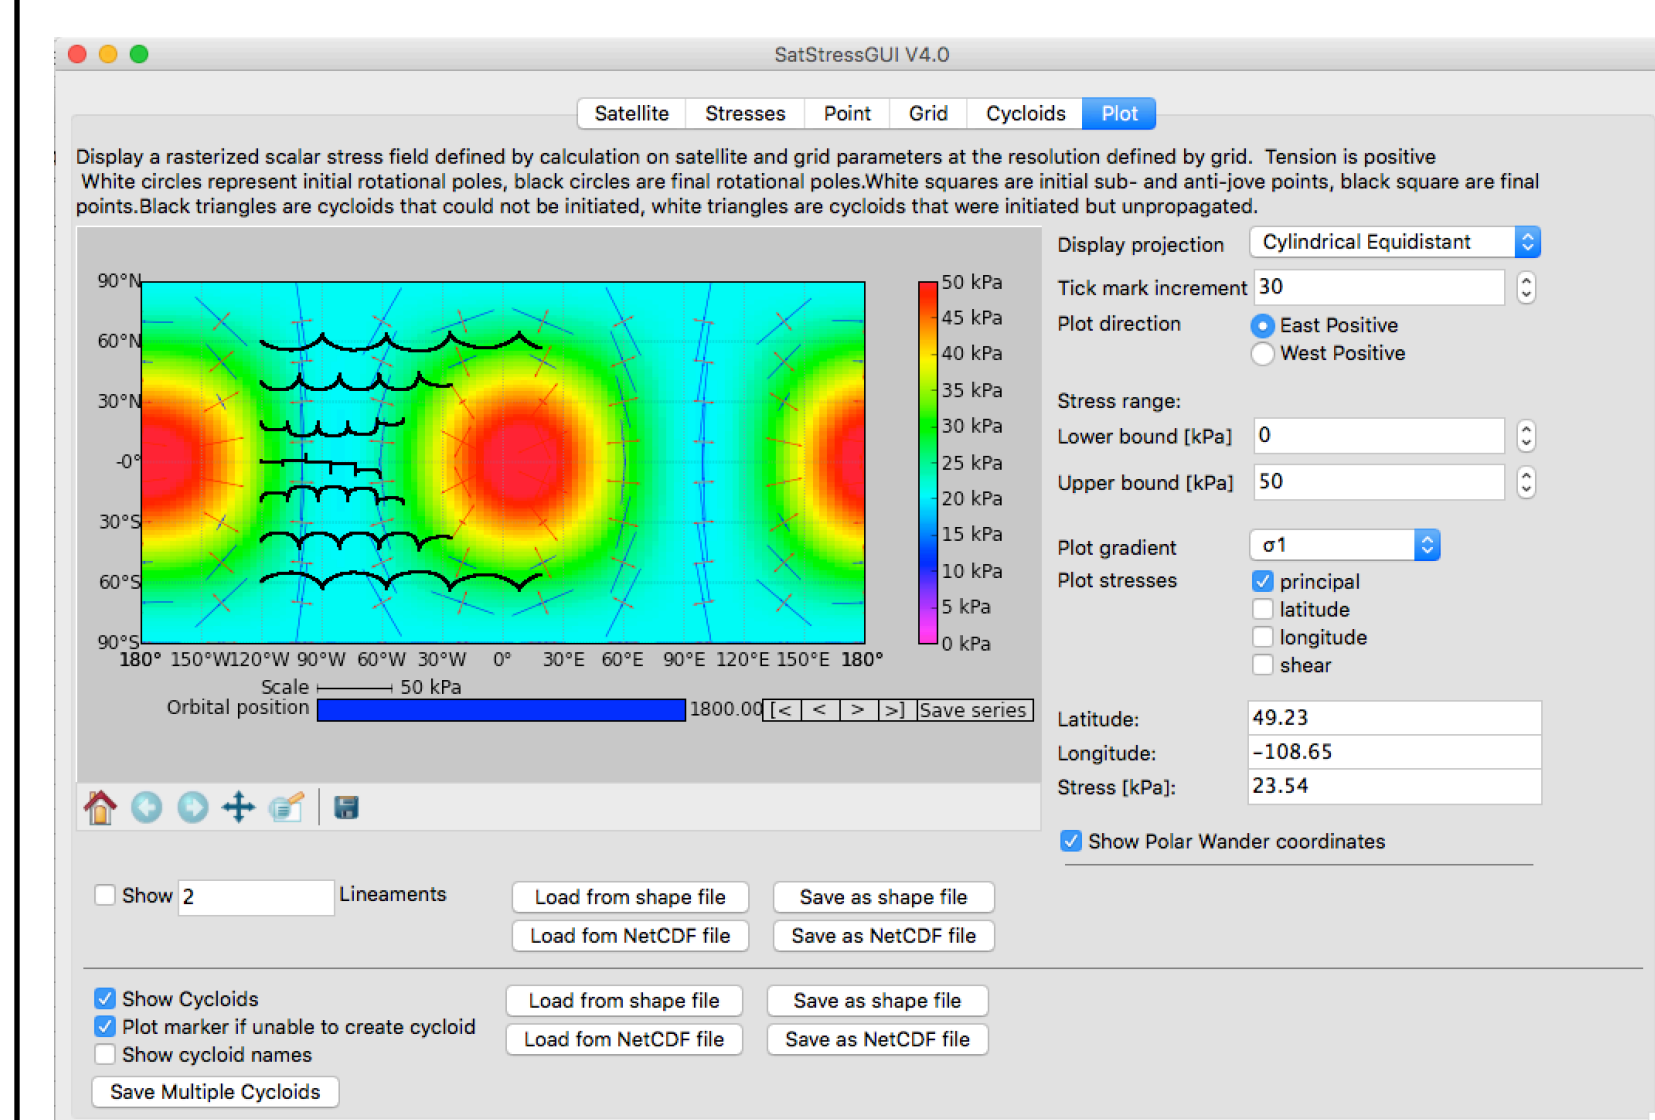 SatStressGUI V4.0
Satellite Stresses Point Grid Cycloids Plot
Display a rasterized scalar stress field defined by calculation on satellite and grid parameters at the resolution defined by grid. Tension is positive
White circles represent initial rotational poles, black circles are final rotational poles.White squares are initial sub- and anti-jove points, black square are final
points.Black triangles are cycloids that could not be initiated, white triangles are cycloids that were initiated but unpropagated.
90°N
60°N
30°N
-0°
30°S
60°S
90°S
180° 150°W 120°W 90°W 60°W 30°W 0° 30°E 60°E 90°E 120°E 150°E 180°
50 kPa
45 kPa
40 kPa
35 kPa
30 kPa
25 kPa
20 kPa
15 kPa
10 kPa
5 kPa
0 kPa
Scale 50 kPa
Orbital position 1800.00 [< < > >] Save series
Display projection Cylindrical Equidistant
Tick mark increment 30
Plot direction East Positive
West Positive
Stress range:
Lower bound [kPa] 0
Upper bound [kPa] 50
Plot gradient σ1
Plot stresses principal
latitude
longitude
shear
Latitude: 49.23
Longitude: -108.65
Stress [kPa]: 23.54
Show Polar Wander coordinates
Show 2 Lineaments Load from shape file Save as shape file
Load fom NetCDF file Save as NetCDF file
Show Cycloids Load from shape file Save as shape file
Plot marker if unable to create cycloid Load fom NetCDF file Save as NetCDF file
Show cycloid names
Save Multiple Cycloids